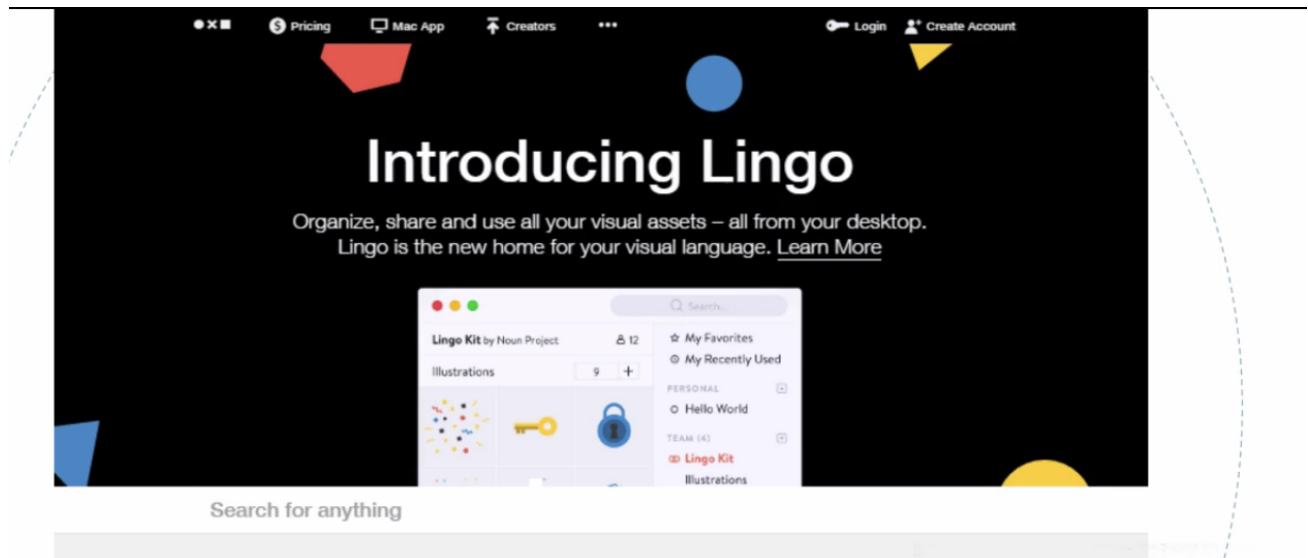 Pricing
Mac App
Creators
Login
Create Account
Introducing Lingo
Organize, share and use all your visual assets – all from your desktop.
Lingo is the new home for your visual language. Learn More
Search...
Lingo Kit by Noun Project 12
Illustrations 9 +
My Favorites
My Recently Used
PERSONAL
Hello World
TEAM (4)
Lingo Kit
Illustrations
Search for anything